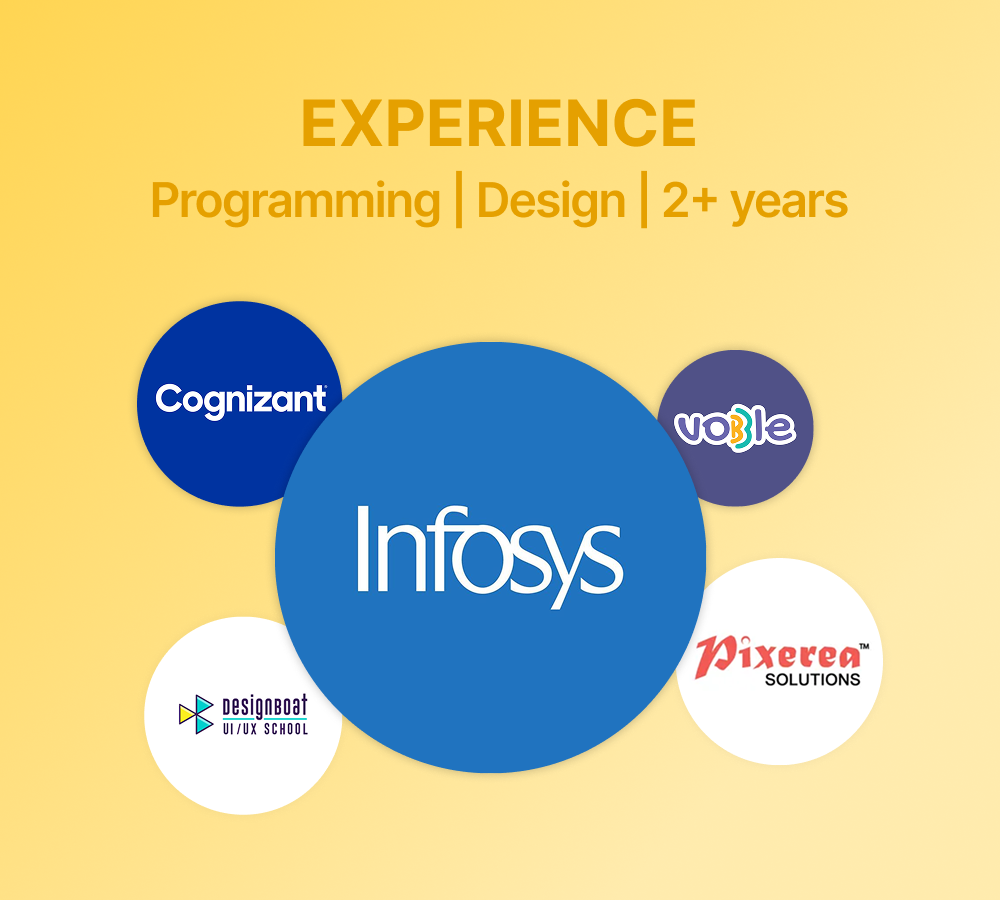 EXPERIENCE
Programming | Design | 2+ years
Cognizant
vobble
Infosys
Pixerea™
SOLUTIONS
DESIGNBOAT
UI/UX SCHOOL